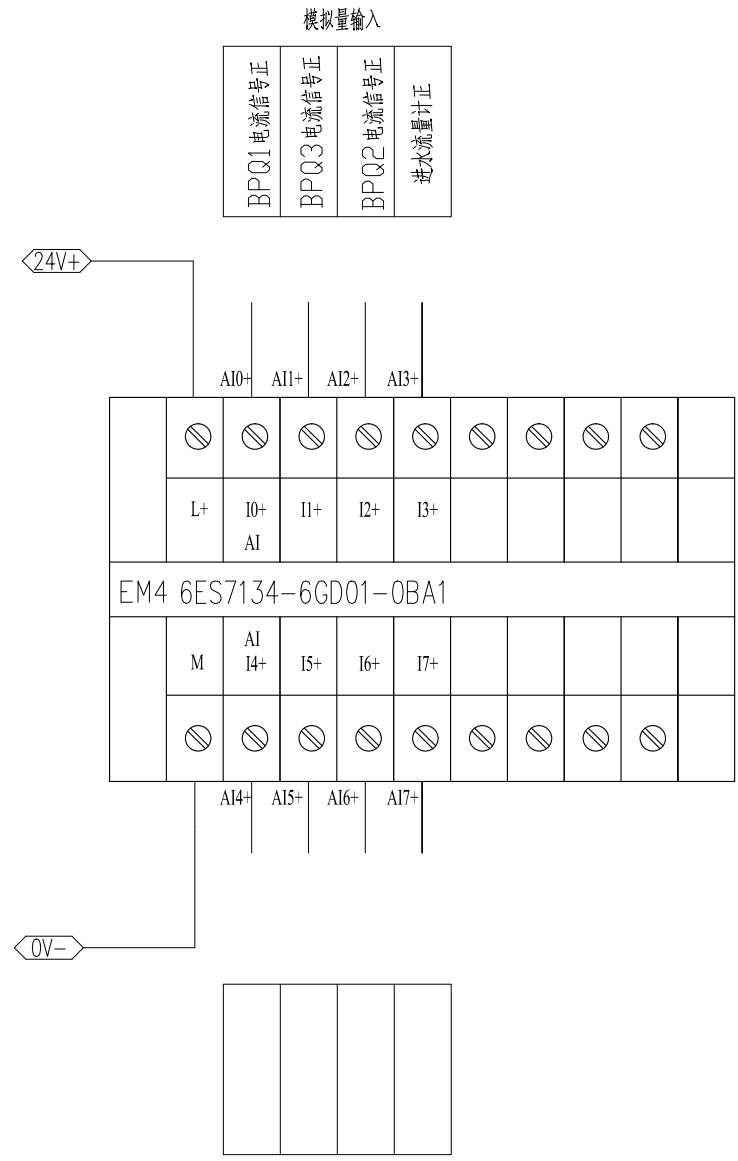 模拟量输入
BPQ1电流信号正
BPQ3电流信号正
BPQ2电流信号正
进水流量计正
24V+
AI0+ AI1+ AI2+ AI3+
L+ I0+ I1+ I2+ I3+
AI
EM4 6ES7134-6GD01-0BA1
AI
M I4+ I5+ I6+ I7+
AI4+ AI5+ AI6+ AI7+
0V-